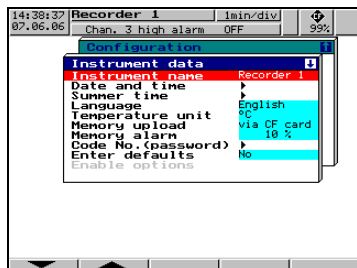 14:38:37 Recorder 1 1min/div
07.06.06 Chan. 3 high alarm OFF 99%
Configuration
Instrument data
Instrument name Recorder 1
Date and time
Summer time
Language English
Temperature unit °C
Memory upload via CF card
Memory alarm 10 %
Code No.(password)
Enter defaults No
Enable options